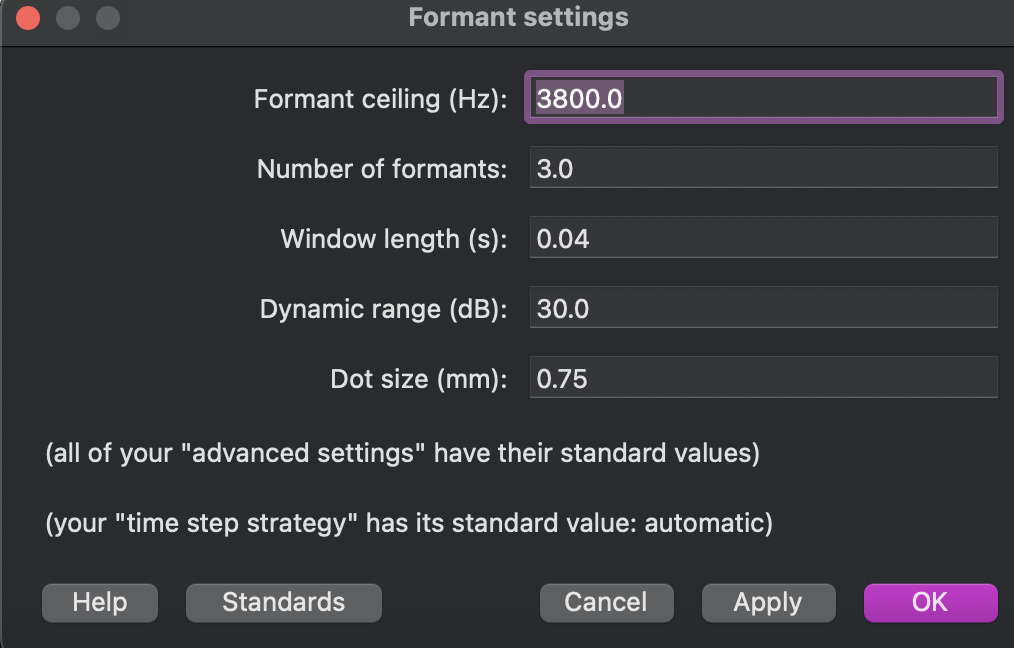 Formant settings
Formant ceiling (Hz): 3800.0
Number of formants: 3.0
Window length (s): 0.04
Dynamic range (dB): 30.0
Dot size (mm): 0.75
(all of your "advanced settings" have their standard values)
(your "time step strategy" has its standard value: automatic)
Help Standards Cancel Apply OK